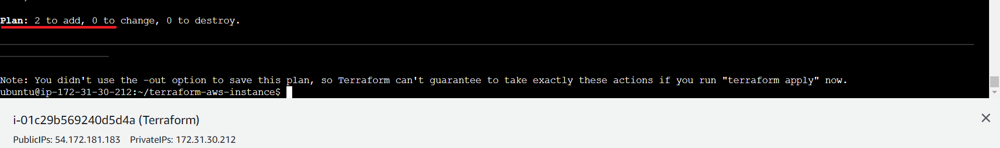 Plan: 2 to add, 0 to change, 0 to destroy.
Note: You didn't use the -out option to save this plan, so Terraform can't guarantee to take exactly these actions if you run "terraform apply" now.
ubuntu@ip-172-31-30-212:~/terraform-aws-instance$
i-01c29b569240d5d4a (Terraform)
PublicIPs: 54.172.181.183 PrivateIPs: 172.31.30.212